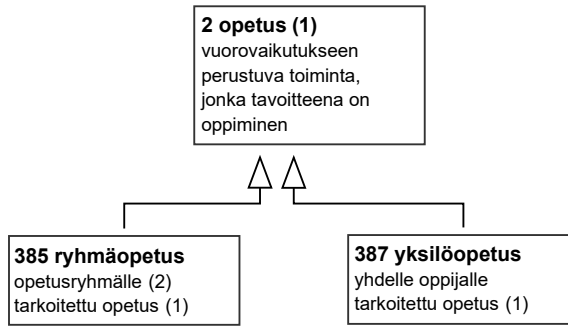 2 opetus (1)
vuorovaikutukseen
perustuva toiminta,
jonka tavoitteena on
oppiminen
385 ryhmäopetus
opetusryhmälle (2)
tarkoitettu opetus (1)
387 yksilöopetus
yhdelle oppijalle
tarkoitettu opetus (1)